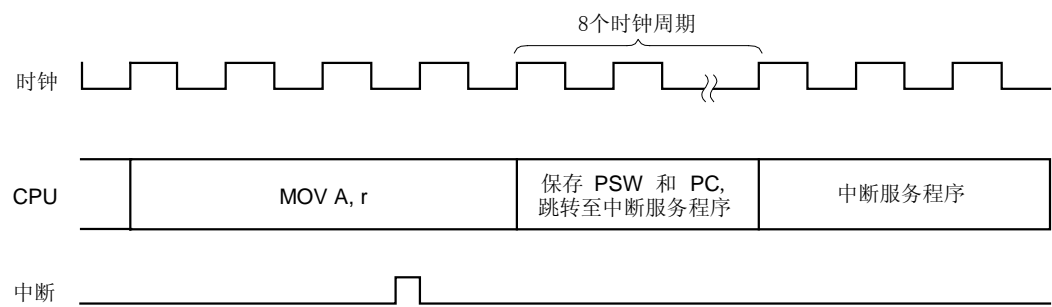 8个时钟周期
时钟
CPU
MOV A, r
保存 PSW 和 PC,
跳转至中断服务程序
中断服务程序
中断